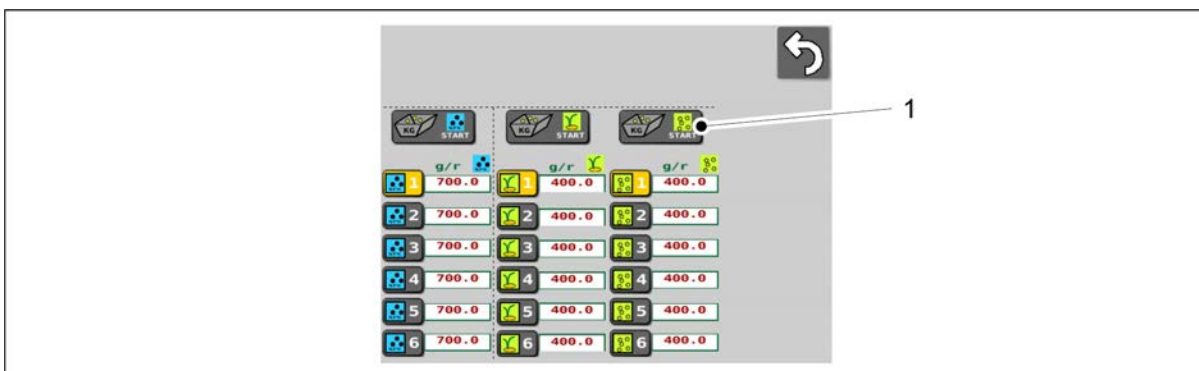 1
KG START KG START KG START
g/r g/r g/r
1 700.0 1 400.0 1 400.0
2 700.0 2 400.0 2 400.0
3 700.0 3 400.0 3 400.0
4 700.0 4 400.0 4 400.0
5 700.0 5 400.0 5 400.0
6 700.0 6 400.0 6 400.0